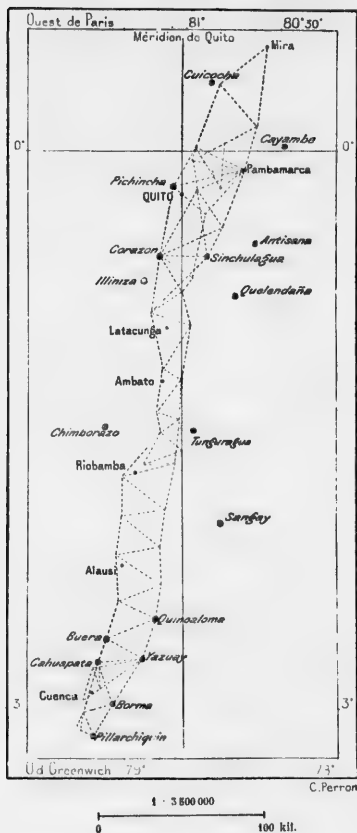 Ouest de Paris
81°
80°30'
Méridien de Quito
Mira
Cuicocha
Cayambe
0°
0°
Pambamarca
Pichincha
QUITO
Antisana
Corazon
Sinchulagua
Illiniza
Quelendaña
Latacunga
Ambato
Chimborazo
Tunguragua
Riobamba
Sangay
Alausi
Quinoaloma
Buera
Cahuspata
Yazuay
Cuenca
3
3°
Borma
Pillarchiquin
O.d Greenwich
79°
C. Perron
1 : 3 500 000
0
100 kil.